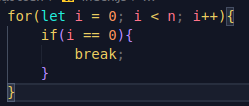 for(let i = 0; i < n; i++){
    if(i == 0){
        break;
    }
}